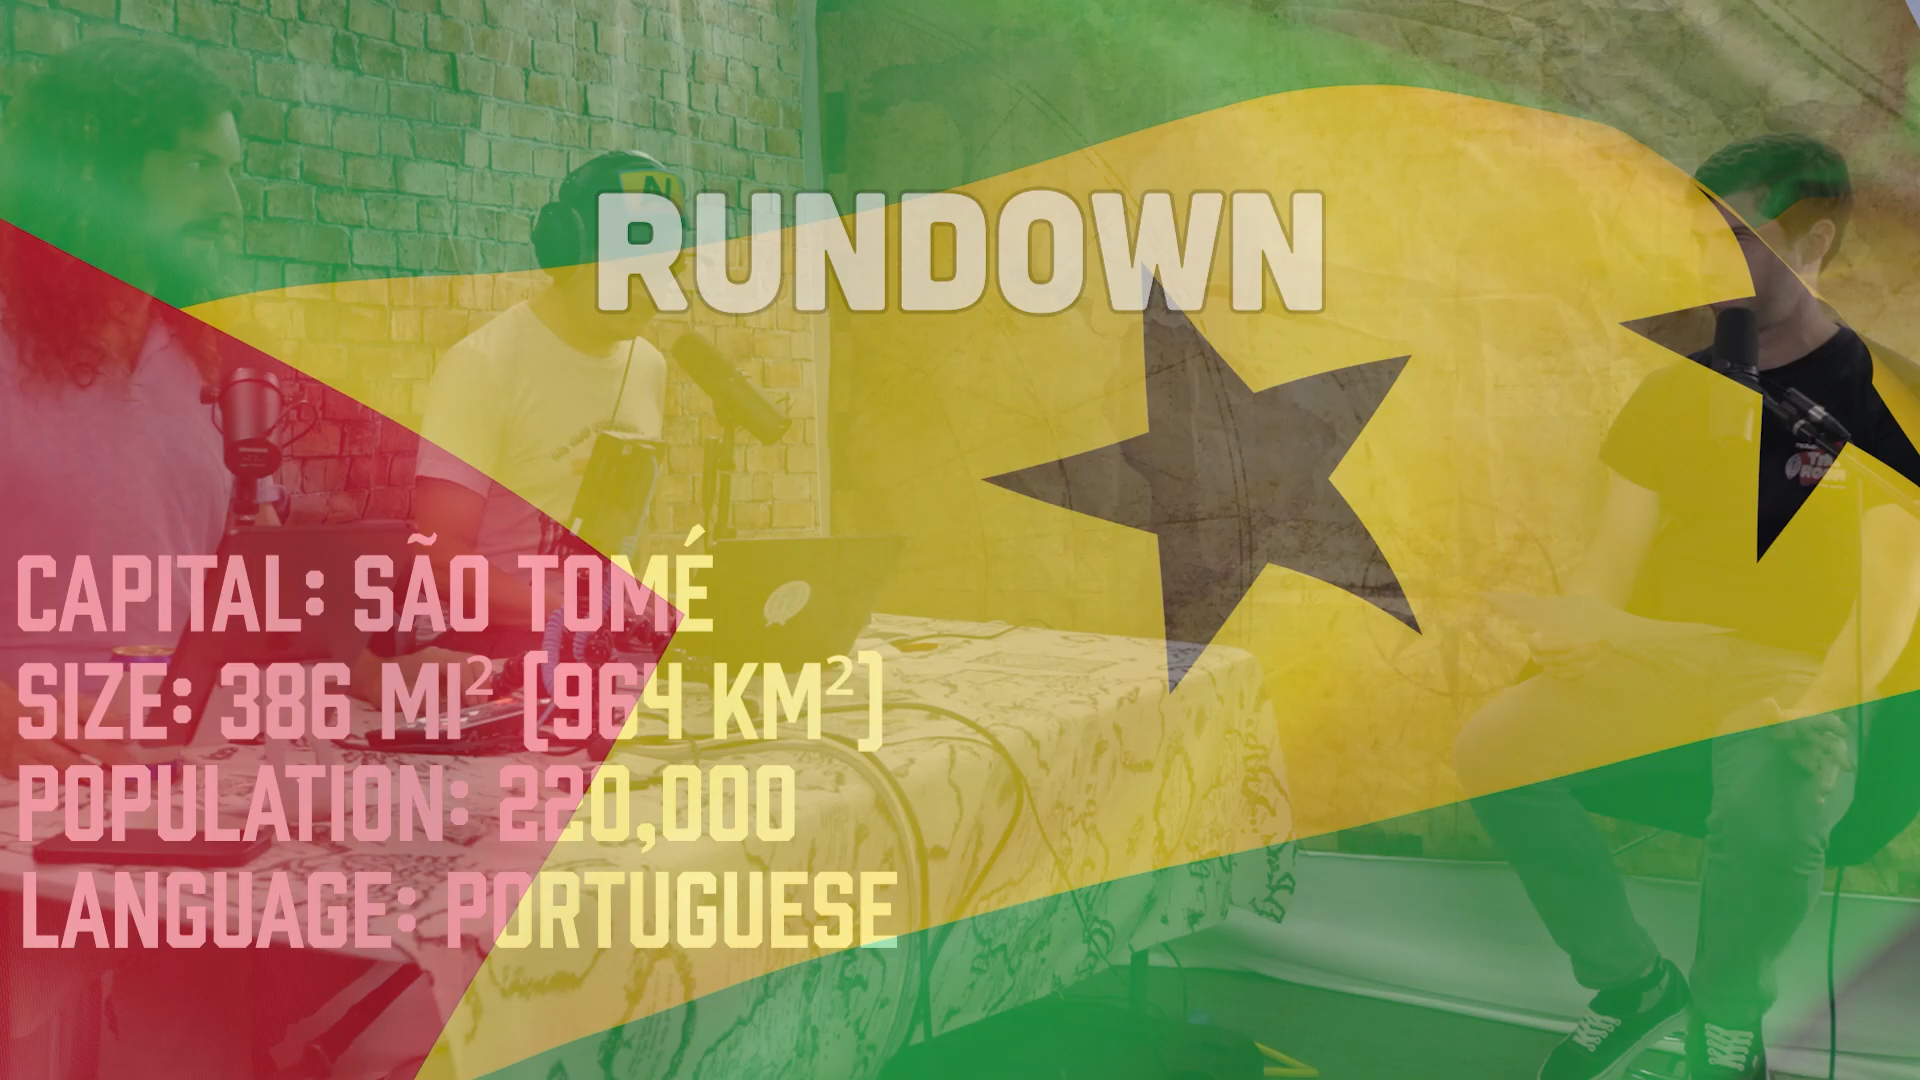 RUNDOWN
CAPITAL: SÃO TOMÉ
SIZE: 386 MI² (964 KM²)
POPULATION: 220,000
LANGUAGE: PORTUGUESE